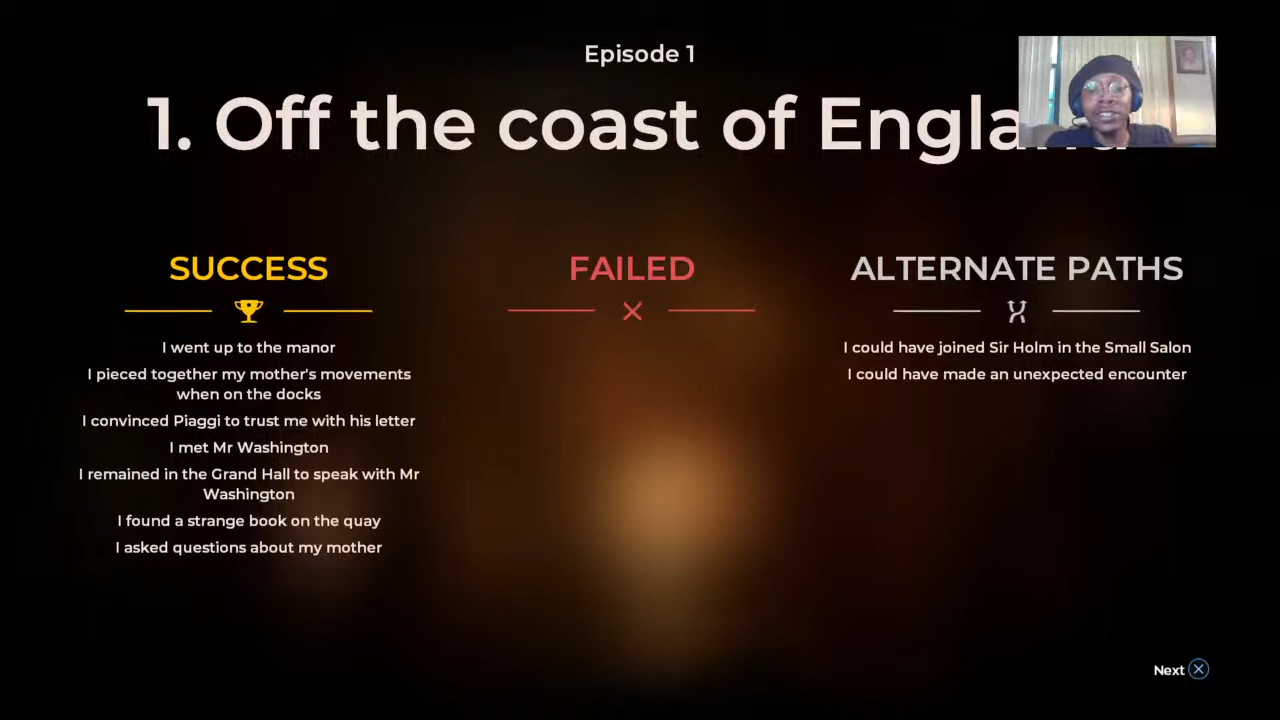 Episode 1
1. Off the coast of
SUCCESS
FAILED
ALTERNATE PATHS
I went up to the manor
I pieced together my mother's movements
when on the docks
I convinced Piaggi to trust me with his letter
I met Mr Washington
I remained in the Grand Hall to speak with Mr
Washington
I found a strange book on the quay
I asked questions about my mother
I could have joined Sir Holm in the Small Salon
I could have made an unexpected encounter
Next